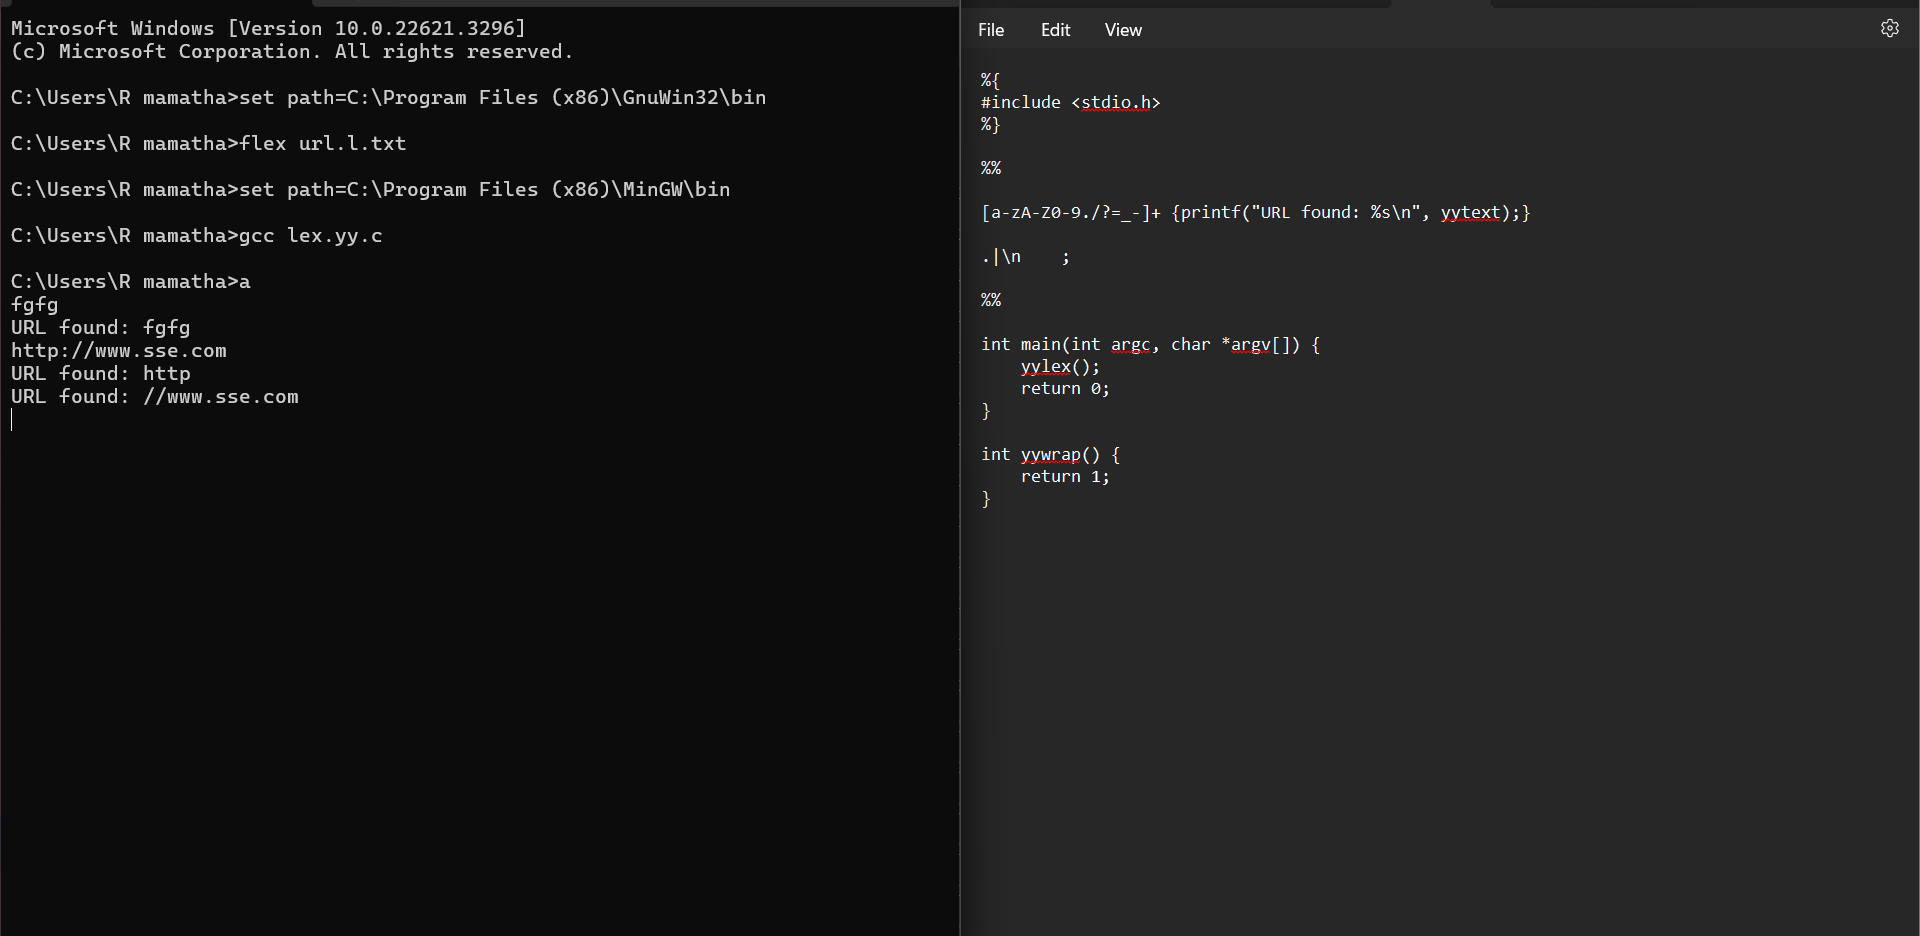 Microsoft Windows [Version 10.0.22621.3296]
(c) Microsoft Corporation. All rights reserved.
C:\Users\R mamatha>set path=C:\Program Files (x86)\GnuWin32\bin
C:\Users\R mamatha>flex url.l.txt
C:\Users\R mamatha>set path=C:\Program Files (x86)\MinGW\bin
C:\Users\R mamatha>gcc lex.yy.c
C:\Users\R mamatha>a
fgfg
URL found: fgfg
http://www.sse.com
URL found: http
URL found: //www.sse.com
File Edit View
%{
#include <stdio.h>
%}
%%
[a-zA-Z0-9./?=_-]+ {printf("URL found: %s\n", yytext);}
.|\n    ;
%%
int main(int argc, char *argv[]) {
    yylex();
    return 0;
}
int yywrap() {
    return 1;
}